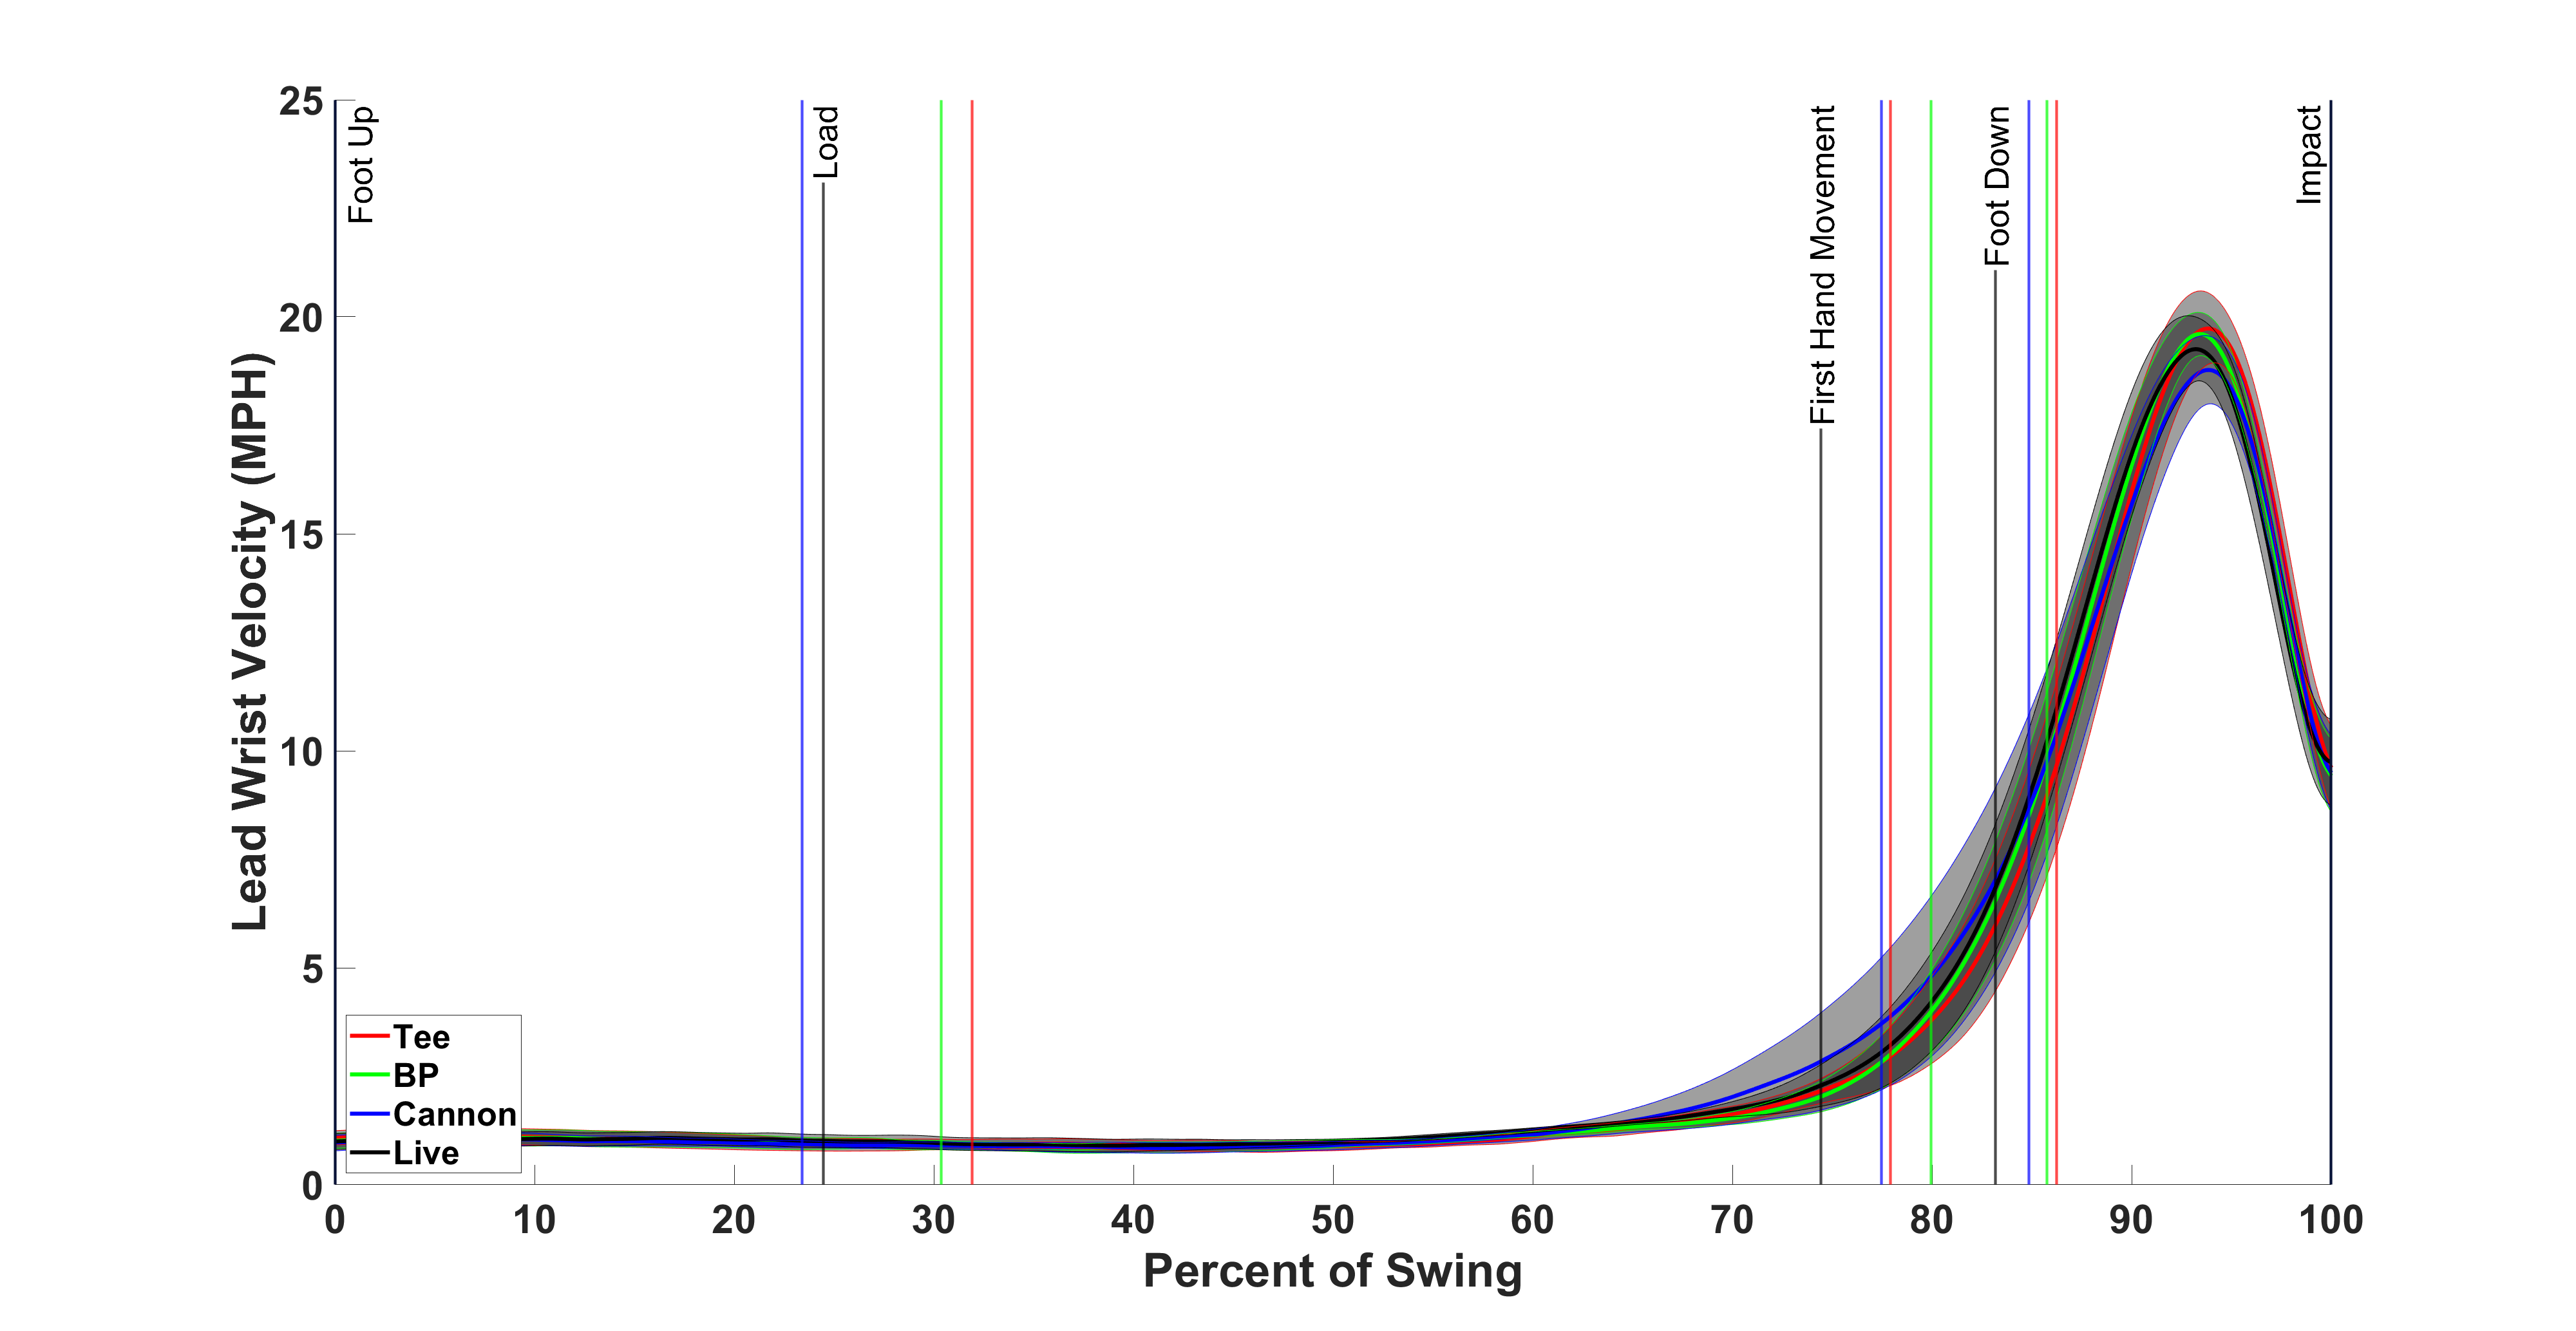 Foot Up
Load
First Hand Movement
Foot Down
Impact
Lead Wrist Velocity (MPH)
25
20
15
10
5
0
Tee
BP
Cannon
Live
0 10 20 30 40 50 60 70 80 90 100
Percent of Swing